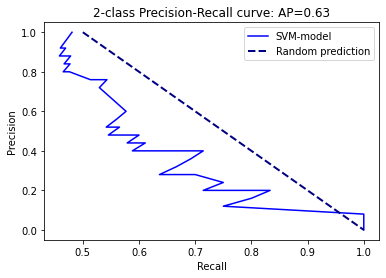 2-class Precision-Recall curve: AP=0.63
SVM-model
Random prediction
Precision
1.0
0.8
0.6
0.4
0.2
0.0
0.5 0.6 0.7 0.8 0.9 1.0
Recall